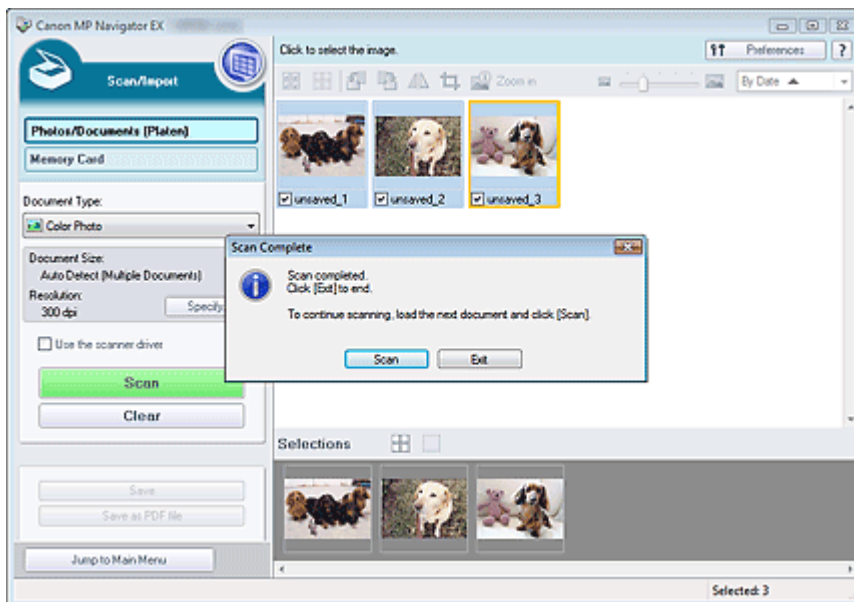 Canon MP Navigator EX
Scan/Import
Photos/Documents (Platen)
Memory Card
Document Type:
Color Photo
Document Size:
Auto Detect (Multiple Documents)
Resolution:
300 dpi
Specify
Use the scanner driver
Scan
Clear
Save
Save as PDF file
Jump to Main Menu
Click to select the image.
Preferences
?
Zoom in
By Date
unsaved_1
unsaved_2
unsaved_3
Scan Complete
Scan completed.
Click [Exit] to end.
To continue scanning, load the next document and click [Scan].
Scan
Exit
Selections
Selected: 3